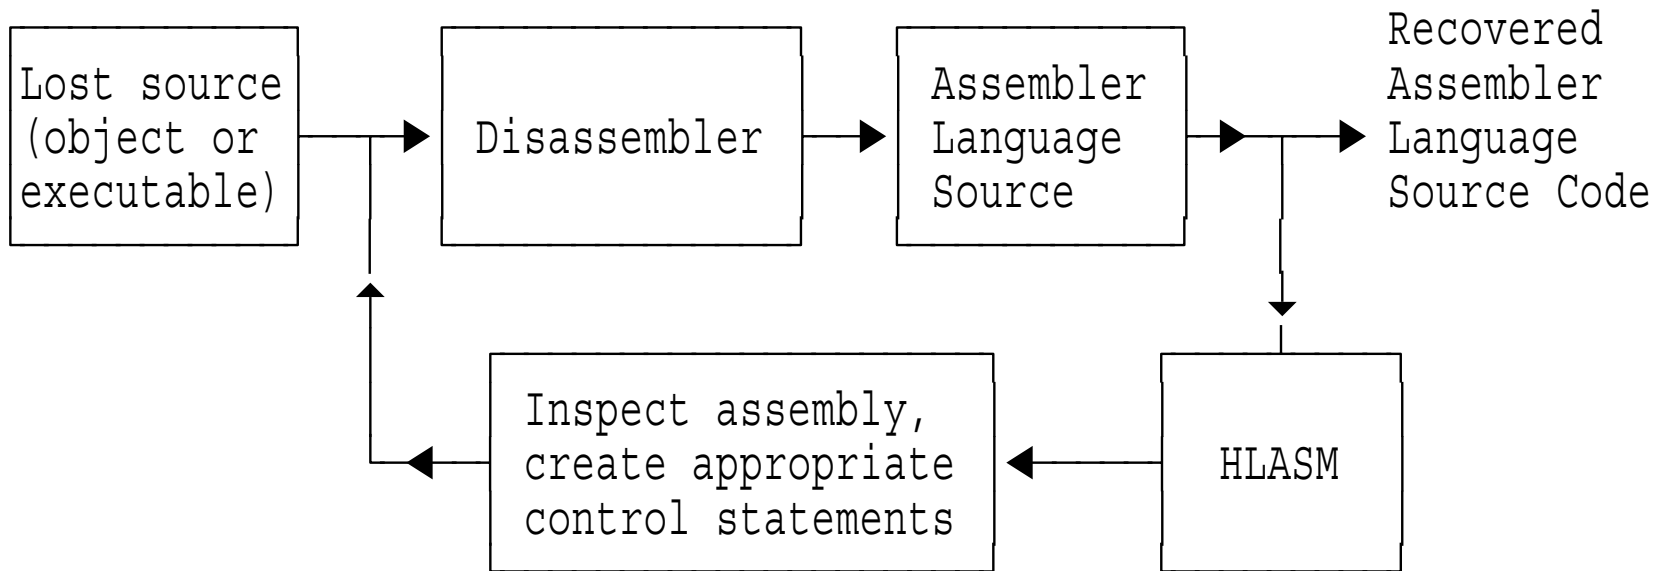 Lost source
(object or
executable)
Disassembler
Assembler
Language
Source
Recovered
Assembler
Language
Source Code
Inspect assembly,
create appropriate
control statements
HLASM